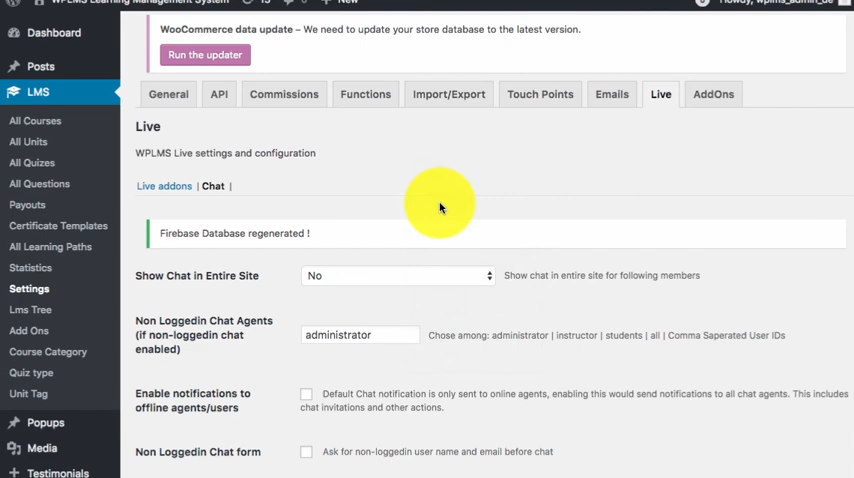 WPLMS Learning Management System
15
New
Howdy, wplms_admin_de
Dashboard
Posts
LMS
All Courses
All Units
All Quizes
All Questions
Payouts
Certificate Templates
All Learning Paths
Statistics
Settings
Lms Tree
Add Ons
Course Category
Quiz type
Unit Tag
Popups
Media
Testimonials
WooCommerce data update – We need to update your store database to the latest version.
Run the updater
General API Commissions Functions Import/Export Touch Points Emails Live AddOns
Live
WPLMS Live settings and configuration
Live addons | Chat |
Firebase Database regenerated !
Show Chat in Entire Site No Show chat in entire site for following members
Non Loggedin Chat Agents
(if non-loggedin chat
enabled)
administrator Chose among: administrator | instructor | students | all | Comma Saperated User IDs
Enable notifications to
offline agents/users
Default Chat notification is only sent to online agents, enabling this would send notifications to all chat agents. This includes
chat invitations and other actions.
Non Loggedin Chat form Ask for non-loggedin user name and email before chat